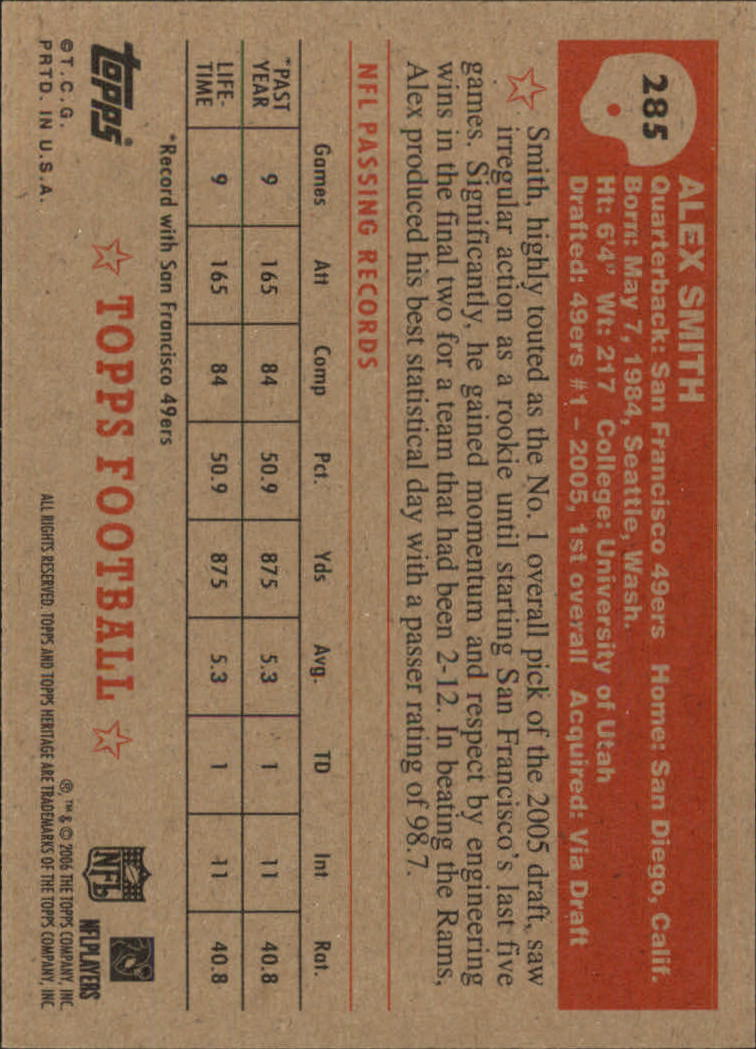 285
ALEX SMITH
Quarterback: San Francisco 49ers Home: San Diego, Calif.
Born: May 7, 1984, Seattle, Wash.
Ht: 6'4" Wt: 217 College: University of Utah
Drafted: 49ers #1 – 2005, 1st overall Acquired: Via Draft
Smith, highly touted as the No. 1 overall pick of the 2005 draft, saw
irregular action as a rookie until starting San Francisco's last five
games. Significantly, he gained momentum and respect by engineering
wins in the final two for a team that had been 2-12. In beating the Rams,
Alex produced his best statistical day with a passer rating of 98.7.
NFL PASSING RECORDS
Games Att Comp Pct. Yds Avg. TD Int Rat.
*PAST YEAR 9 165 84 50.9 875 5.3 1 11 40.8
LIFE-TIME 9 165 84 50.9 875 5.3 1 11 40.8
*Record with San Francisco 49ers
topps®
TOPPS FOOTBALL
NFL
NFLPLAYERS
©T.C.G.
PRTD. IN U.S.A.
®, ™ & © 2006 THE TOPPS COMPANY, INC.
ALL RIGHTS RESERVED. TOPPS AND TOPPS HERITAGE ARE TRADEMARKS OF THE TOPPS COMPANY, INC